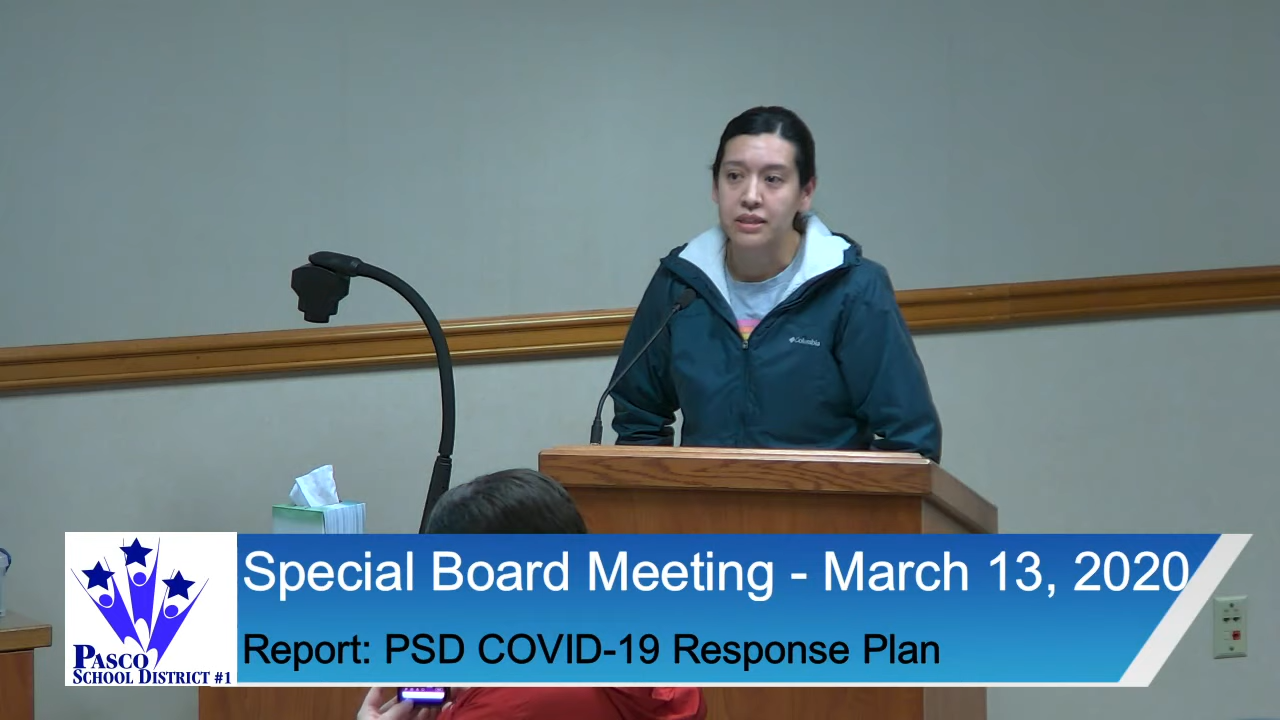 Columbia
Special Board Meeting - March 13, 2020
Report: PSD COVID-19 Response Plan
PASCO
SCHOOL DISTRICT #1